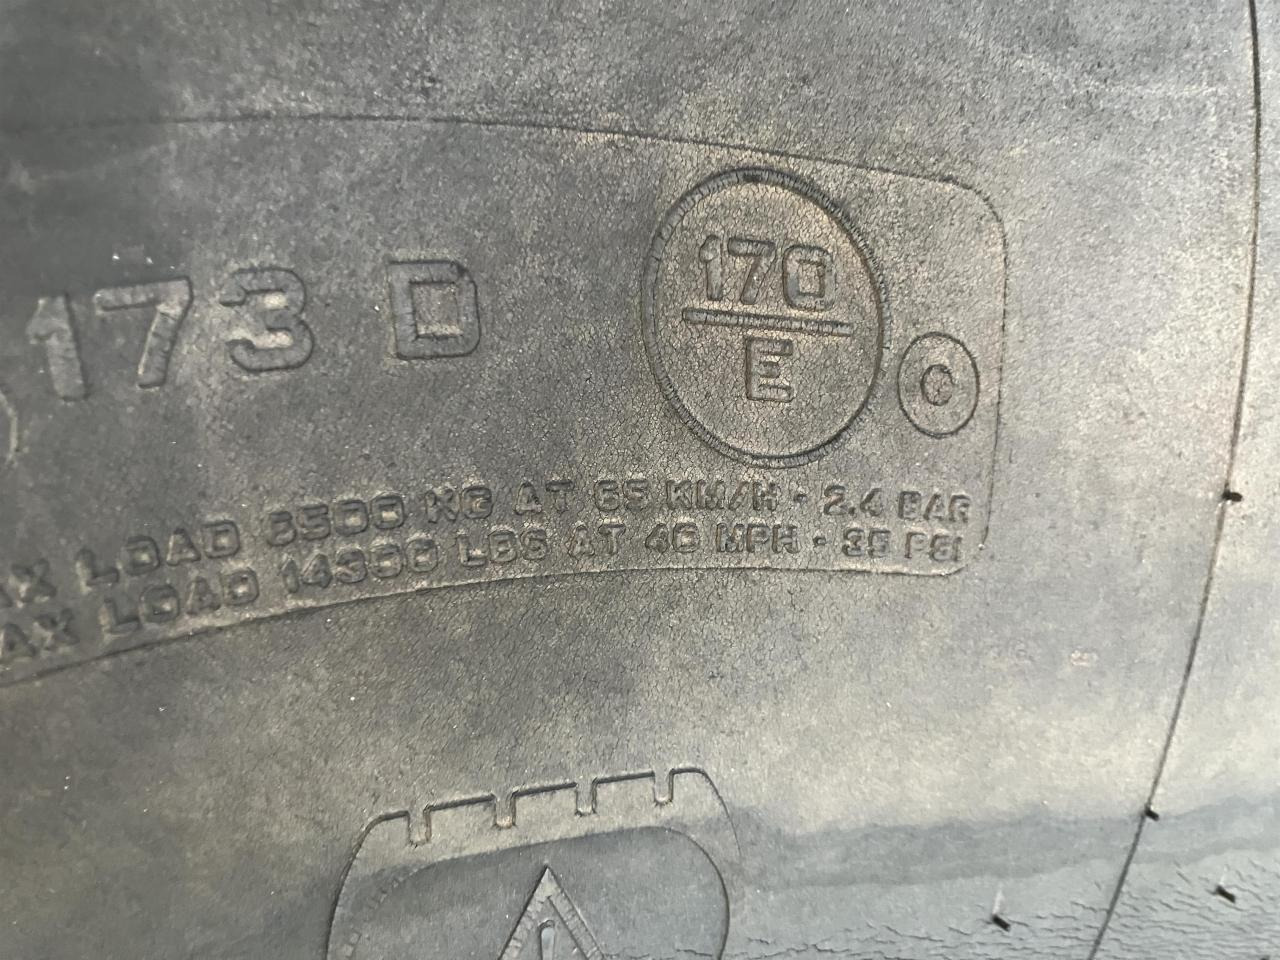 173 D
170
E
C
AX LOAD 6500 KG AT 65 KM/H - 2.4 BAR
AX LOAD 14300 LBS AT 40 MPH - 35 PSI